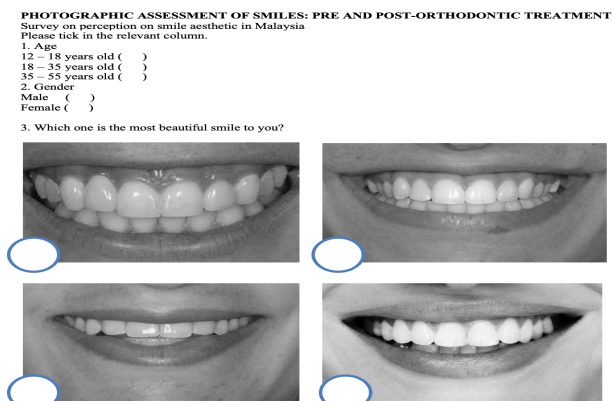 PHOTOGRAPHIC ASSESSMENT OF SMILES: PRE AND POST-ORTHODONTIC TREATMENT
Survey on perception on smile aesthetic in Malaysia
Please tick in the relevant column.
1. Age
12 – 18 years old ( )
18 – 35 years old ( )
35 – 55 years old ( )
2. Gender
Male ( )
Female ( )
3. Which one is the most beautiful smile to you?